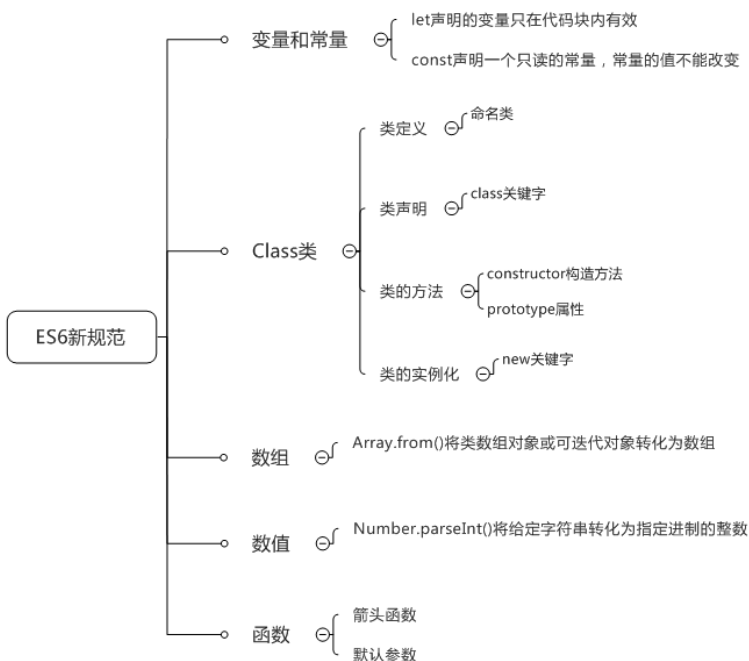 ES6新规范
变量和常量
let声明的变量只在代码块内有效
const声明一个只读的常量，常量的值不能改变
Class类
类定义
命名类
类声明
class关键字
类的方法
constructor构造方法
prototype属性
类的实例化
new关键字
数组
Array.from()将类数组对象或可迭代对象转化为数组
数值
Number.parseInt()将给定字符串转化为指定进制的整数
函数
箭头函数
默认参数